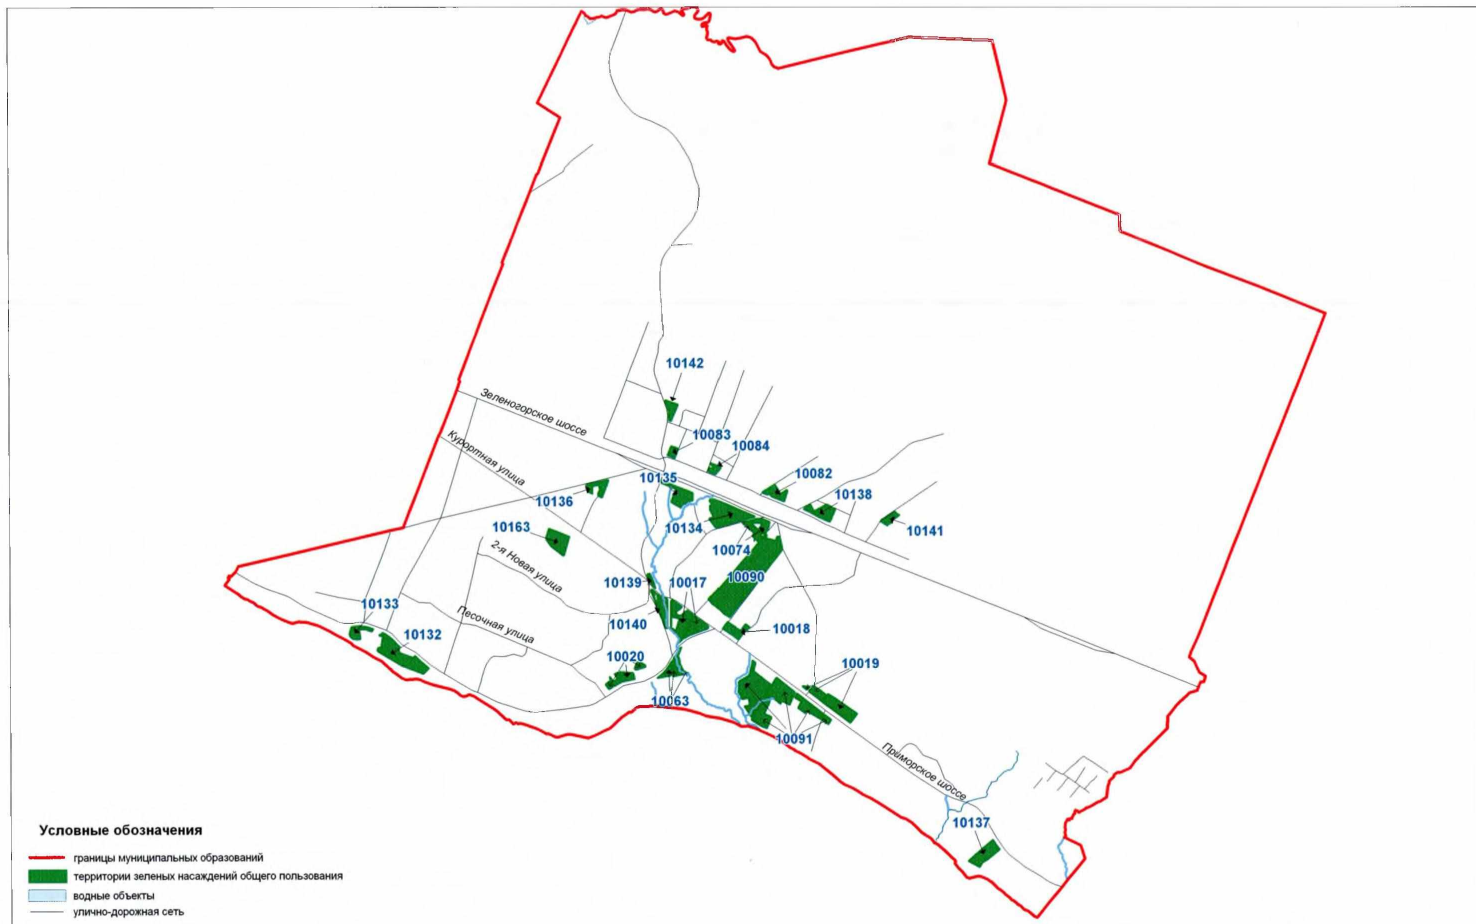 10142
Зеленогорское шоссе
10083
Курортная улица
10084
10135
10082
10136
10138
10163
10134
10141
2-я Новая улица
10074
10090
10139
10017
10133
Песочная улица
10140
10132
10018
10020
10019
10063
10091
Приморское шоссе
10137
Условные обозначения
границы муниципальных образований
территории зеленых насаждений общего пользования
водные объекты
улично-дорожная сеть